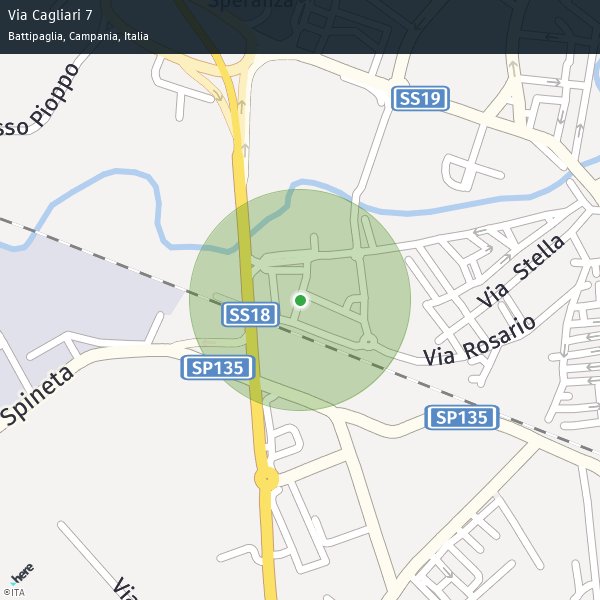 Via Cagliari 7
Battipaglia, Campania, Italia
Speranza
sso Pioppo
SS19
Via Stella
SS18
Via Rosario
SP135
Spineta
SP135
Via
here
©ITA